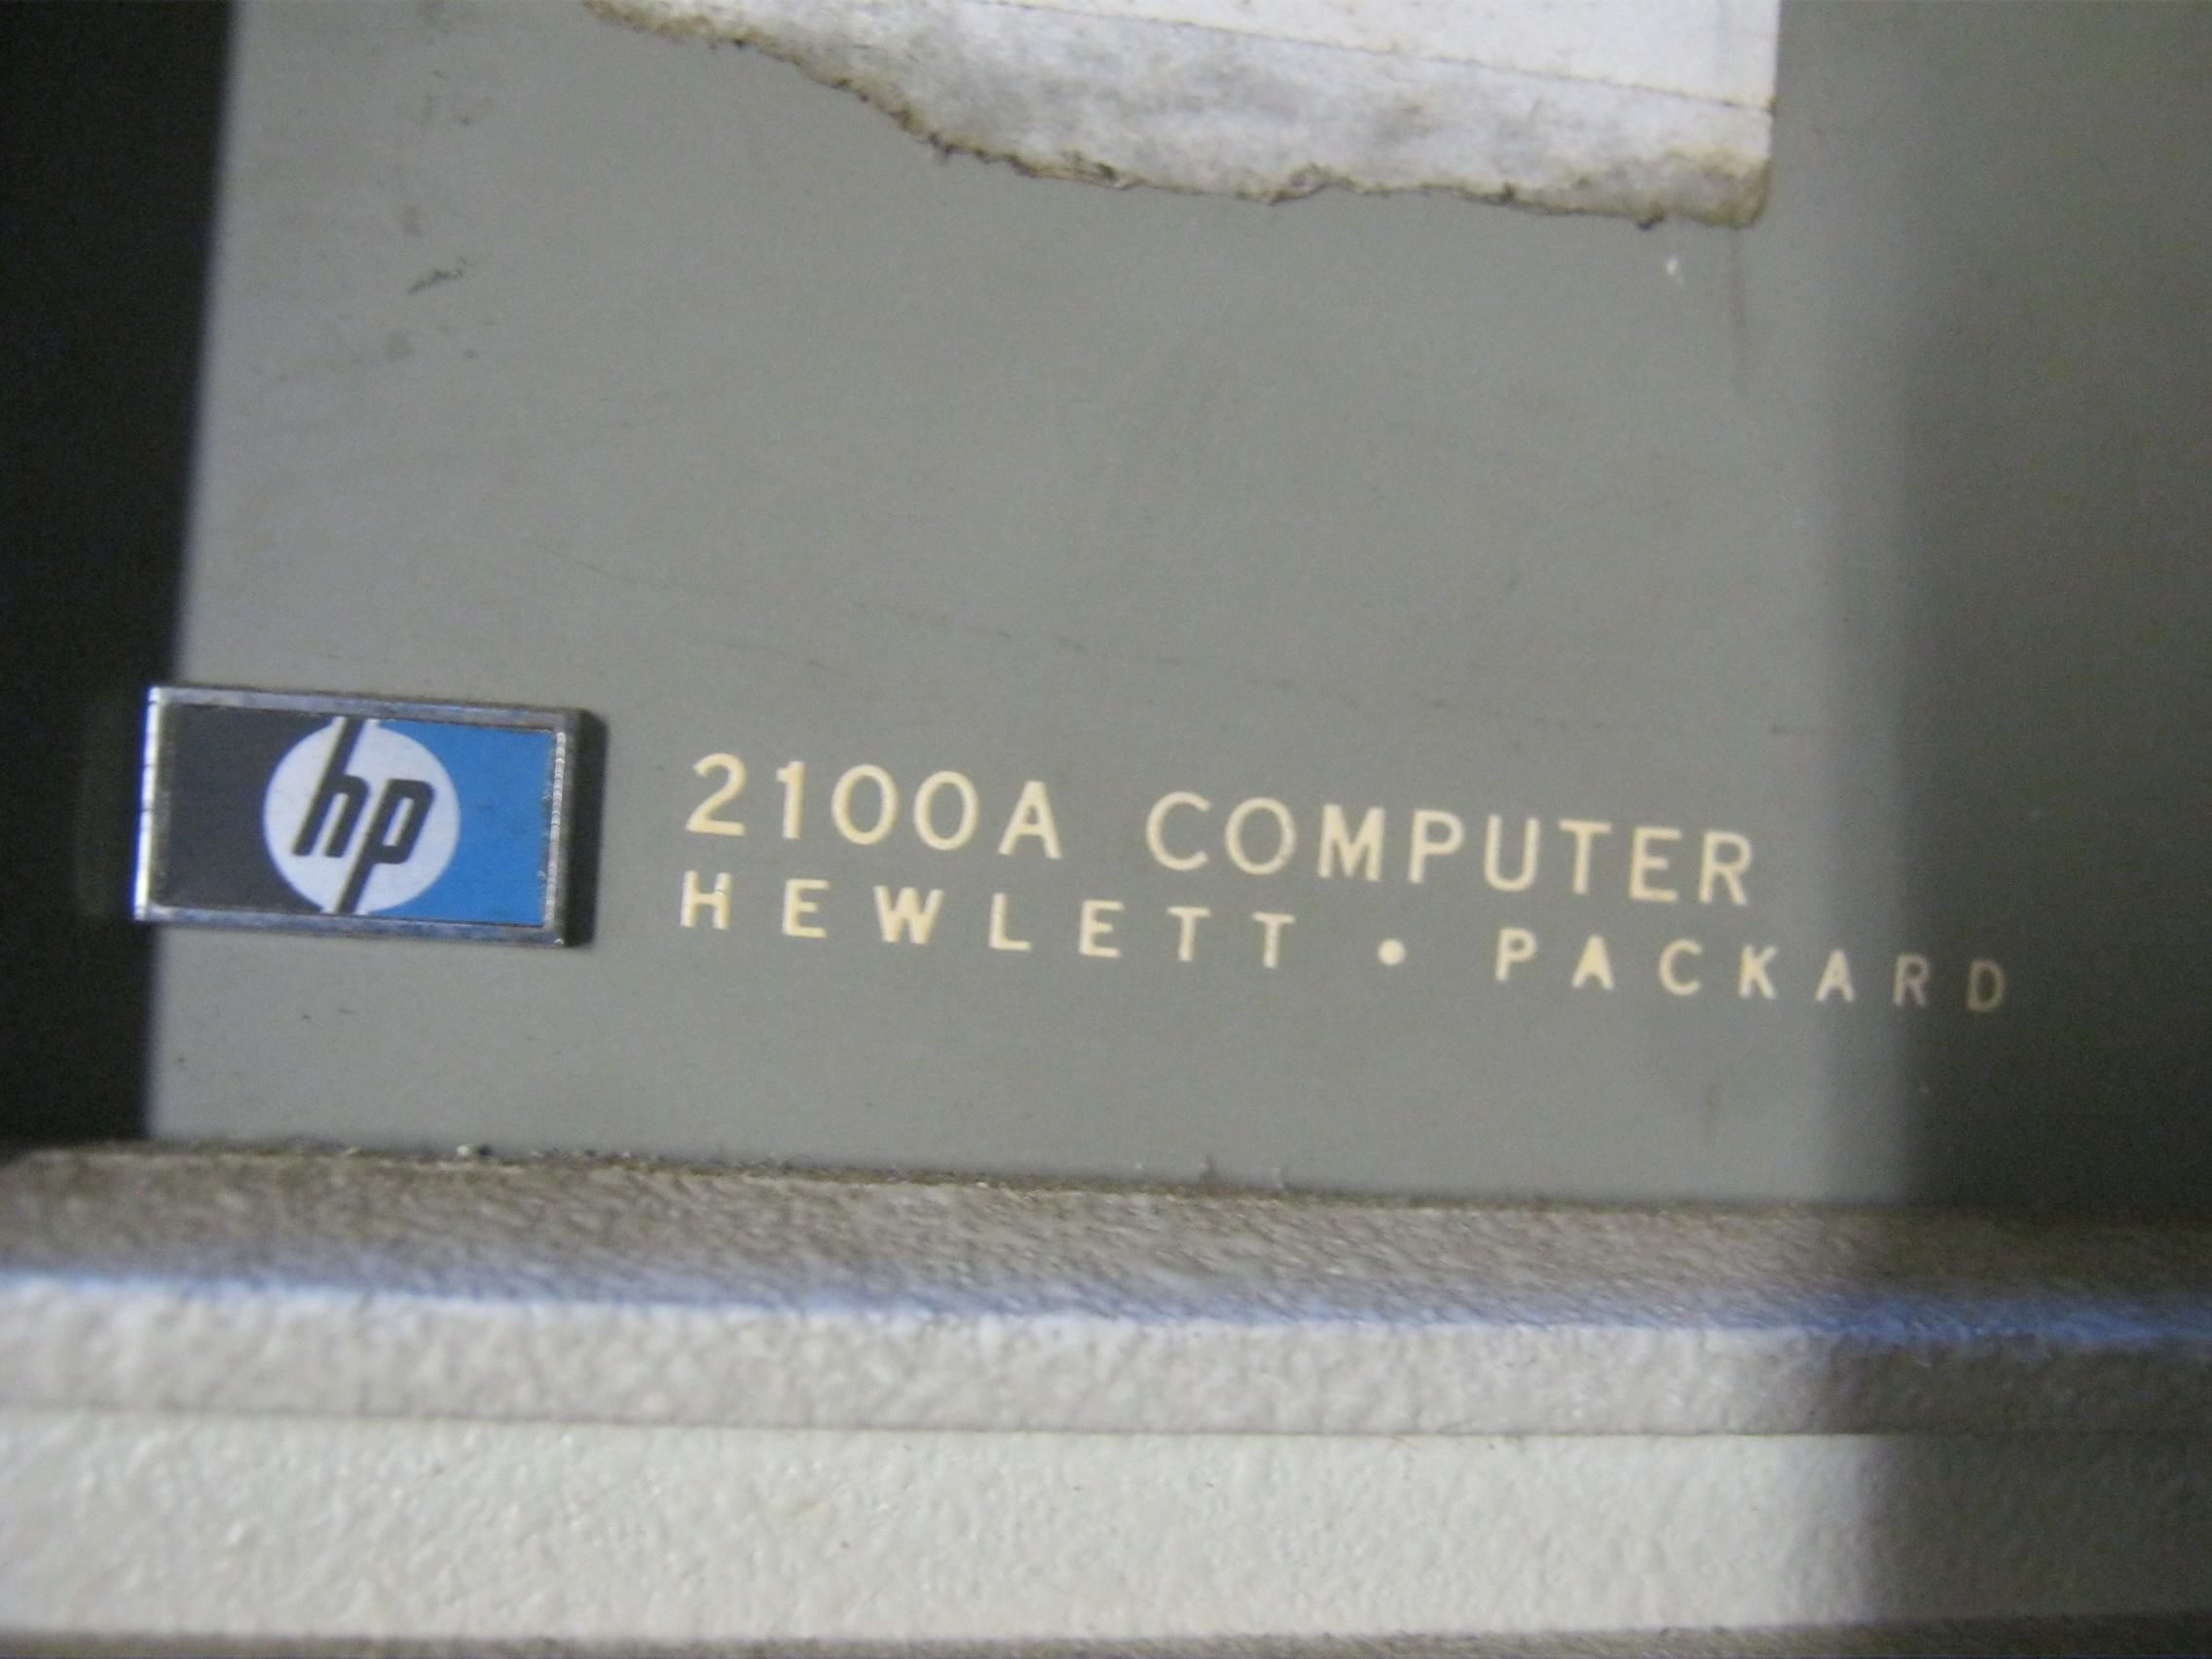 hp
2100A COMPUTER
HEWLETT • PACKARD